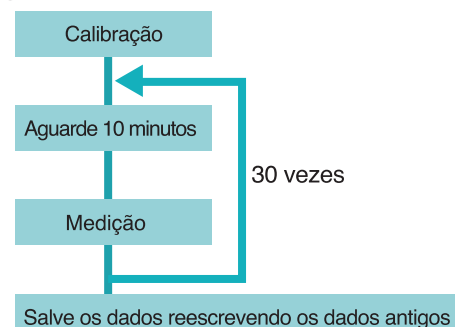 Calibração
Aguarde 10 minutos
30 vezes
Medição
Salve os dados reescrevendo os dados antigos